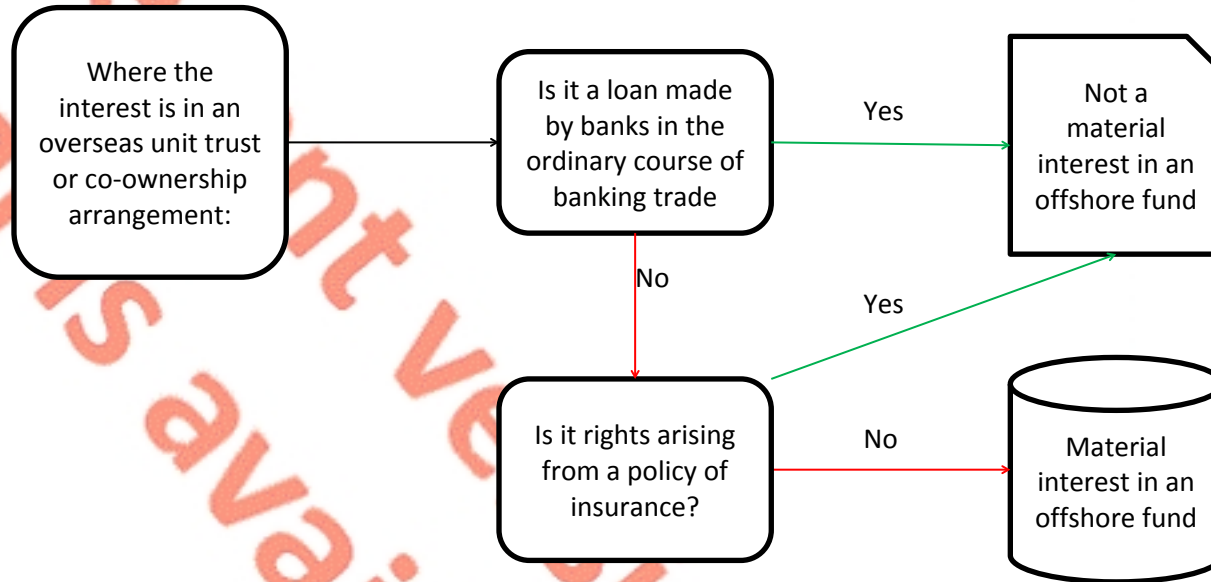 Where the
interest is in an
overseas unit trust
or co-ownership
arrangement:
Is it a loan made
by banks in the
ordinary course of
banking trade
Yes
Not a
material
interest in an
offshore fund
No
Yes
Is it rights arising
from a policy of
insurance?
No
Material
interest in an
offshore fund